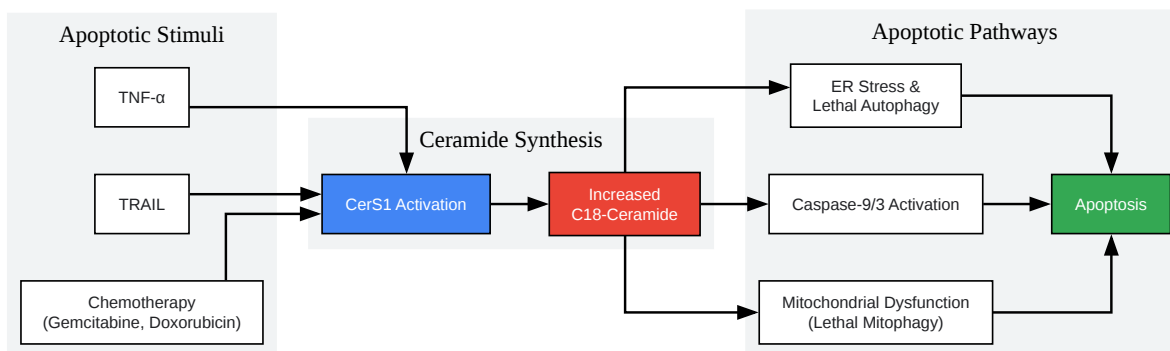 Apoptotic Stimuli
TNF-α
TRAIL
Chemotherapy
(Gemcitabine, Doxorubicin)
Ceramide Synthesis
CerS1 Activation
Increased
C18-Ceramide
Apoptotic Pathways
ER Stress &
Lethal Autophagy
Caspase-9/3 Activation
Mitochondrial Dysfunction
(Lethal Mitophagy)
Apoptosis